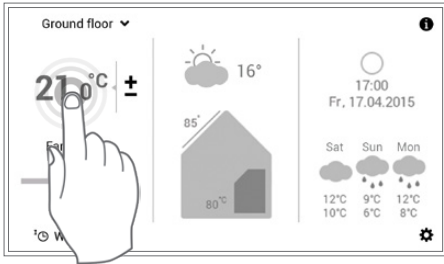 Ground floor
21.0°C
±
16°
85°
80°C
17:00
Fr, 17.04.2015
Sat Sun Mon
12°C 9°C 12°C
10°C 6°C 8°C